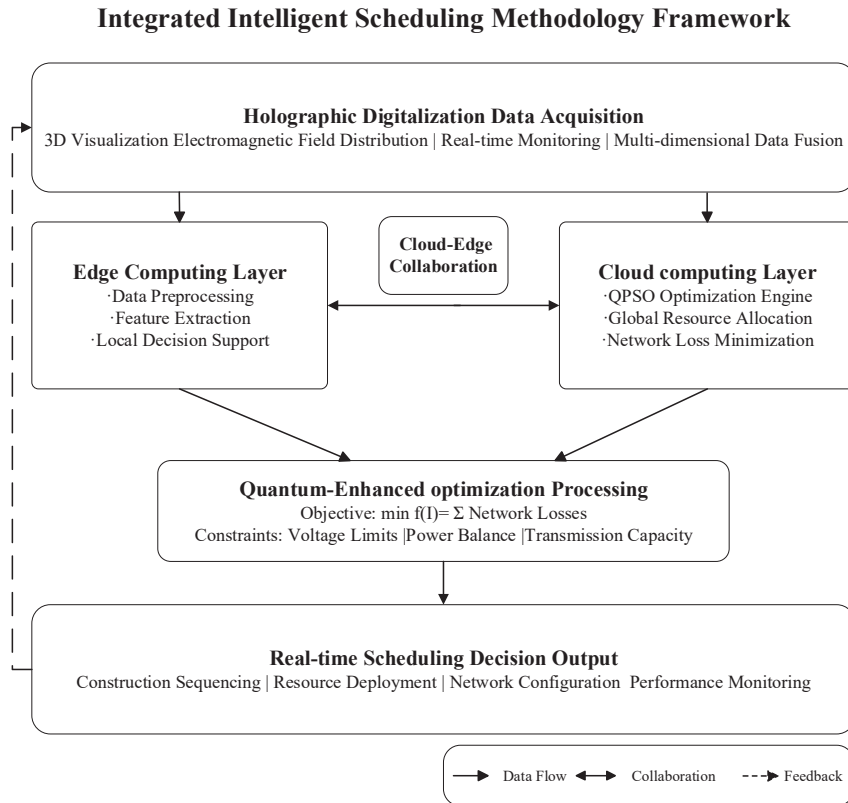 Integrated Intelligent Scheduling Methodology Framework
Holographic Digitalization Data Acquisition
3D Visualization Electromagnetic Field Distribution | Real-time Monitoring | Multi-dimensional Data Fusion
Edge Computing Layer
·Data Preprocessing
·Feature Extraction
·Local Decision Support
Cloud-Edge
Collaboration
Cloud computing Layer
·QPSO Optimization Engine
·Global Resource Allocation
·Network Loss Minimization
Quantum-Enhanced optimization Processing
Objective: min f(I)= Σ Network Losses
Constraints: Voltage Limits |Power Balance |Transmission Capacity
Real-time Scheduling Decision Output
Construction Sequencing | Resource Deployment | Network Configuration  Performance Monitoring
Data Flow
Collaboration
Feedback